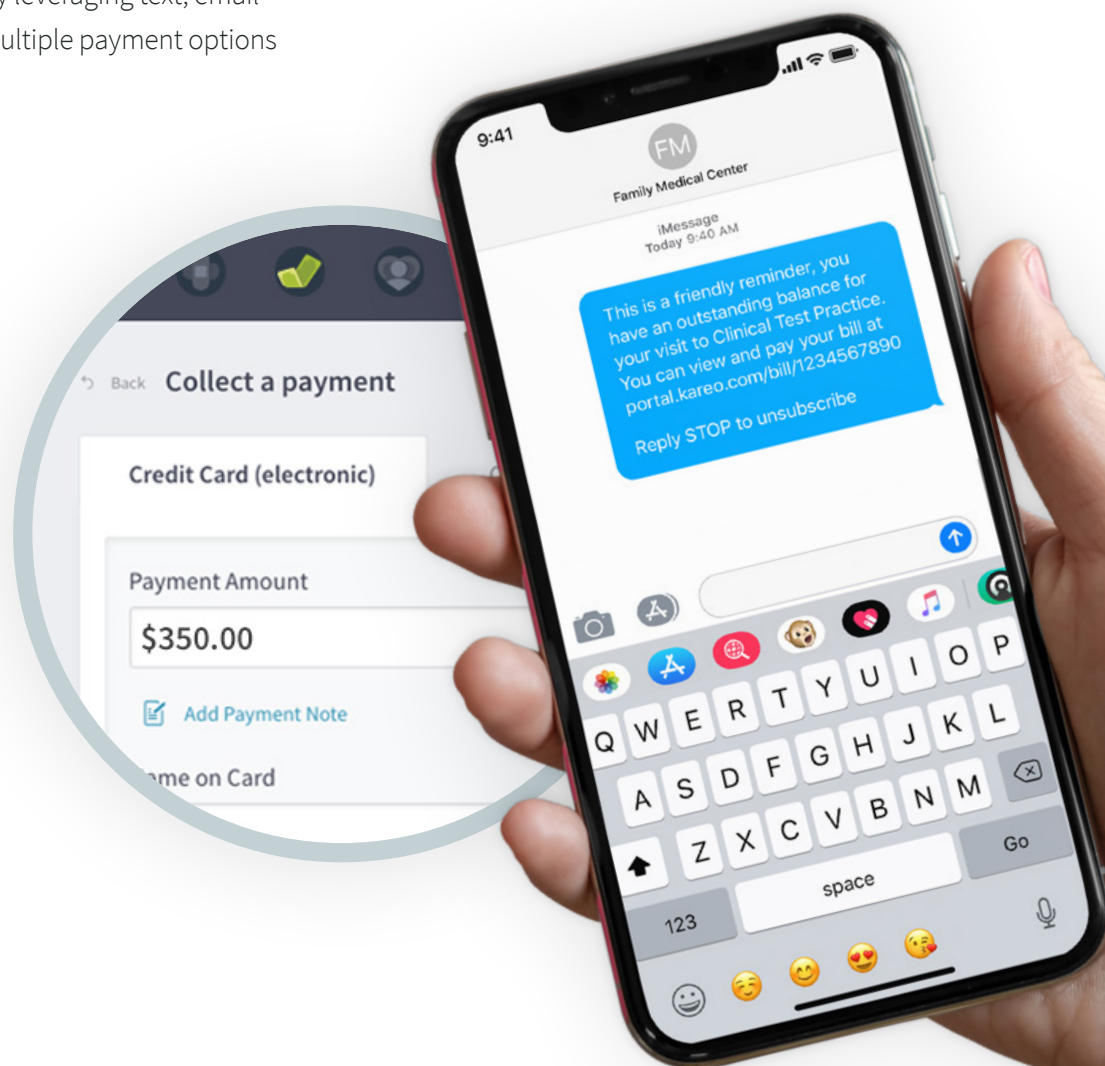 leveraging text, email
ultiple payment options
9:41
FM
Family Medical Center
iMessage
Today 9:40 AM
This is a friendly reminder, you
have an outstanding balance for
your visit to Clinical Test Practice.
You can view and pay your bill at
portal.kareo.com/bill/1234567890
Reply STOP to unsubscribe
Back Collect a payment
Credit Card (electronic)
Payment Amount
$350.00
Add Payment Note
me on Card
Q W E R T Y U I O P
A S D F G H J K L
Z X C V B N M
123 space Go